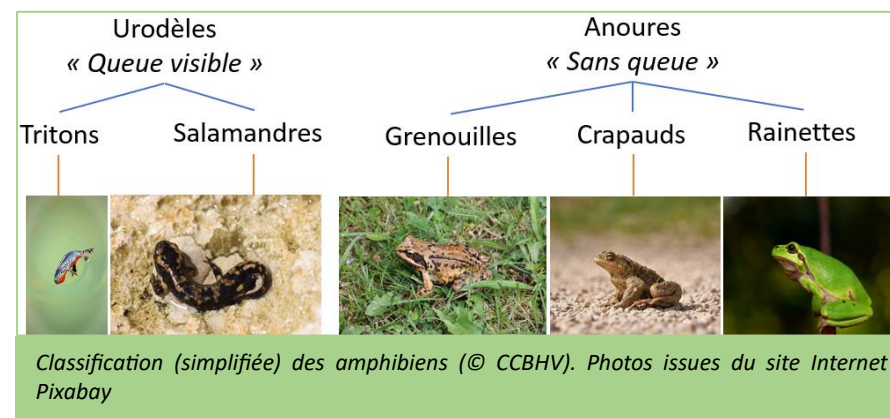 Urodèles
« Queue visible »
Anoures
« Sans queue »
Tritons
Salamandres
Grenouilles
Crapauds
Rainettes
Classification (simplifiée) des amphibiens (© CCBHV). Photos issues du site Internet
Pixabay